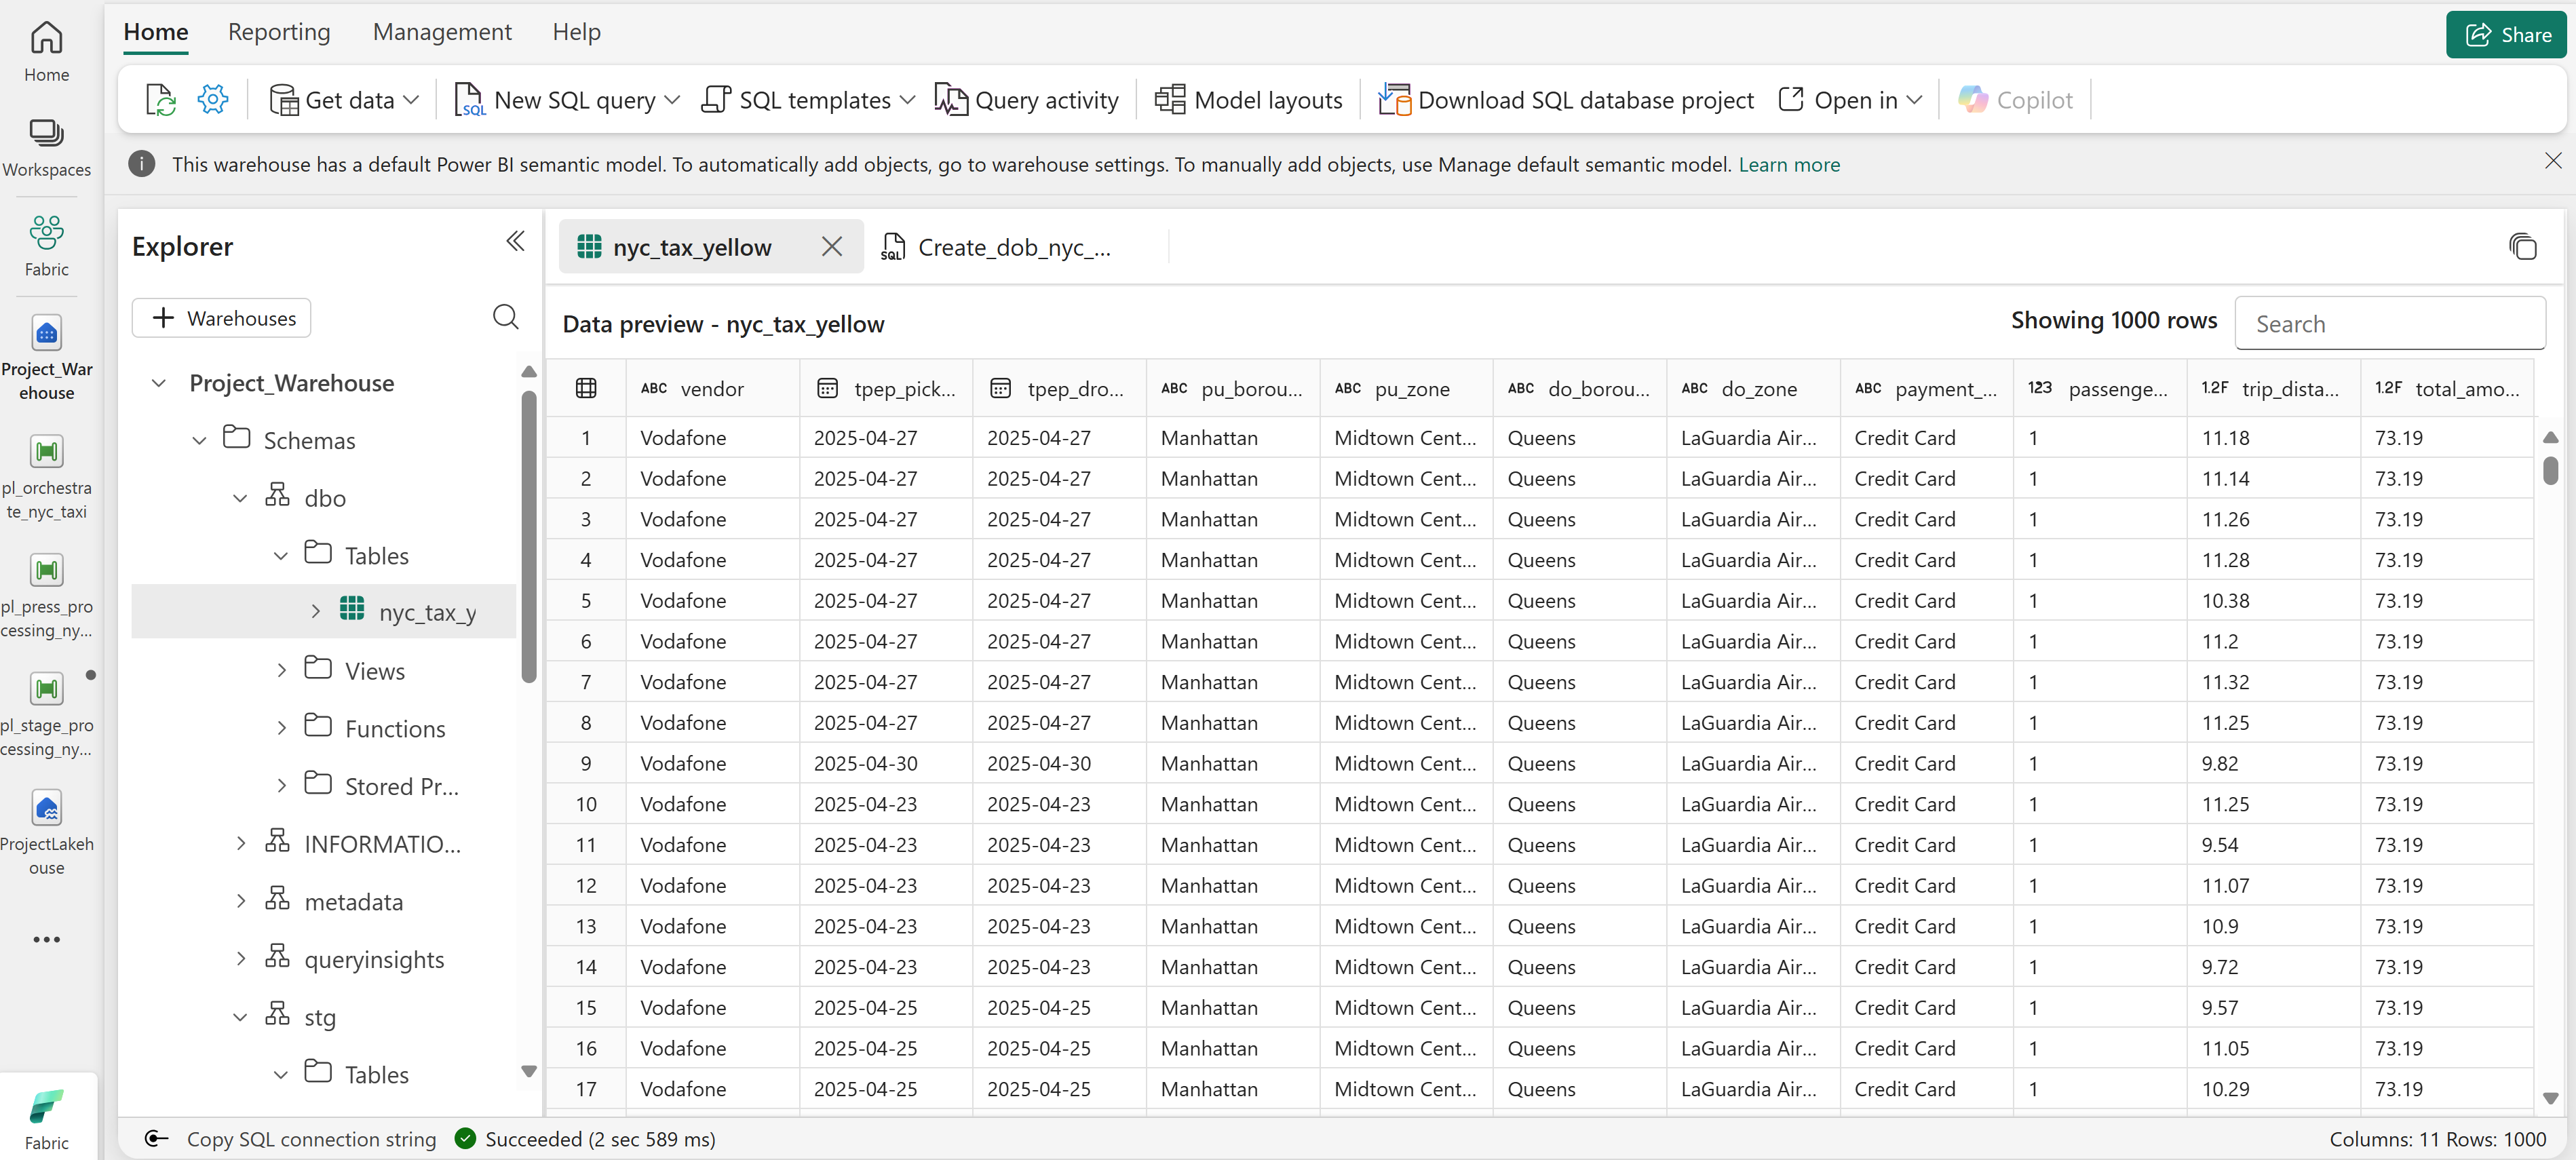 Home Reporting Management Help Share
Get data New SQL query SQL templates Query activity Model layouts Download SQL database project Open in Copilot
This warehouse has a default Power BI semantic model. To automatically add objects, go to warehouse settings. To manually add objects, use Manage default semantic model. Learn more
Home
Workspaces
Fabric
Project_War
ehouse
pl_orchestra
te_nyc_taxi
pl_press_pro
cessing_ny...
pl_stage_pro
cessing_ny...
ProjectLakeh
ouse
Fabric
Explorer
Warehouses
Project_Warehouse
Schemas
dbo
Tables
nyc_tax_y
Views
Functions
Stored Pr...
INFORMATIO...
metadata
queryinsights
stg
Tables
nyc_tax_yellow Create_dob_nyc_...
Data preview - nyc_tax_yellow Showing 1000 rows Search
ABC vendor tpep_pick... tpep_dro... ABC pu_borou... ABC pu_zone ABC do_borou... ABC do_zone ABC payment_... 123 passenge... 1.2F trip_dista... 1.2F total_amo...
1 Vodafone 2025-04-27 2025-04-27 Manhattan Midtown Cent... Queens LaGuardia Air... Credit Card 1 11.18 73.19
2 Vodafone 2025-04-27 2025-04-27 Manhattan Midtown Cent... Queens LaGuardia Air... Credit Card 1 11.14 73.19
3 Vodafone 2025-04-27 2025-04-27 Manhattan Midtown Cent... Queens LaGuardia Air... Credit Card 1 11.26 73.19
4 Vodafone 2025-04-27 2025-04-27 Manhattan Midtown Cent... Queens LaGuardia Air... Credit Card 1 11.28 73.19
5 Vodafone 2025-04-27 2025-04-27 Manhattan Midtown Cent... Queens LaGuardia Air... Credit Card 1 10.38 73.19
6 Vodafone 2025-04-27 2025-04-27 Manhattan Midtown Cent... Queens LaGuardia Air... Credit Card 1 11.2 73.19
7 Vodafone 2025-04-27 2025-04-27 Manhattan Midtown Cent... Queens LaGuardia Air... Credit Card 1 11.32 73.19
8 Vodafone 2025-04-27 2025-04-27 Manhattan Midtown Cent... Queens LaGuardia Air... Credit Card 1 11.25 73.19
9 Vodafone 2025-04-30 2025-04-30 Manhattan Midtown Cent... Queens LaGuardia Air... Credit Card 1 9.82 73.19
10 Vodafone 2025-04-23 2025-04-23 Manhattan Midtown Cent... Queens LaGuardia Air... Credit Card 1 11.25 73.19
11 Vodafone 2025-04-23 2025-04-23 Manhattan Midtown Cent... Queens LaGuardia Air... Credit Card 1 9.54 73.19
12 Vodafone 2025-04-23 2025-04-23 Manhattan Midtown Cent... Queens LaGuardia Air... Credit Card 1 11.07 73.19
13 Vodafone 2025-04-23 2025-04-23 Manhattan Midtown Cent... Queens LaGuardia Air... Credit Card 1 10.9 73.19
14 Vodafone 2025-04-23 2025-04-23 Manhattan Midtown Cent... Queens LaGuardia Air... Credit Card 1 9.72 73.19
15 Vodafone 2025-04-25 2025-04-25 Manhattan Midtown Cent... Queens LaGuardia Air... Credit Card 1 9.57 73.19
16 Vodafone 2025-04-25 2025-04-25 Manhattan Midtown Cent... Queens LaGuardia Air... Credit Card 1 11.05 73.19
17 Vodafone 2025-04-25 2025-04-25 Manhattan Midtown Cent... Queens LaGuardia Air... Credit Card 1 10.29 73.19
Copy SQL connection string Succeeded (2 sec 589 ms) Columns: 11 Rows: 1000